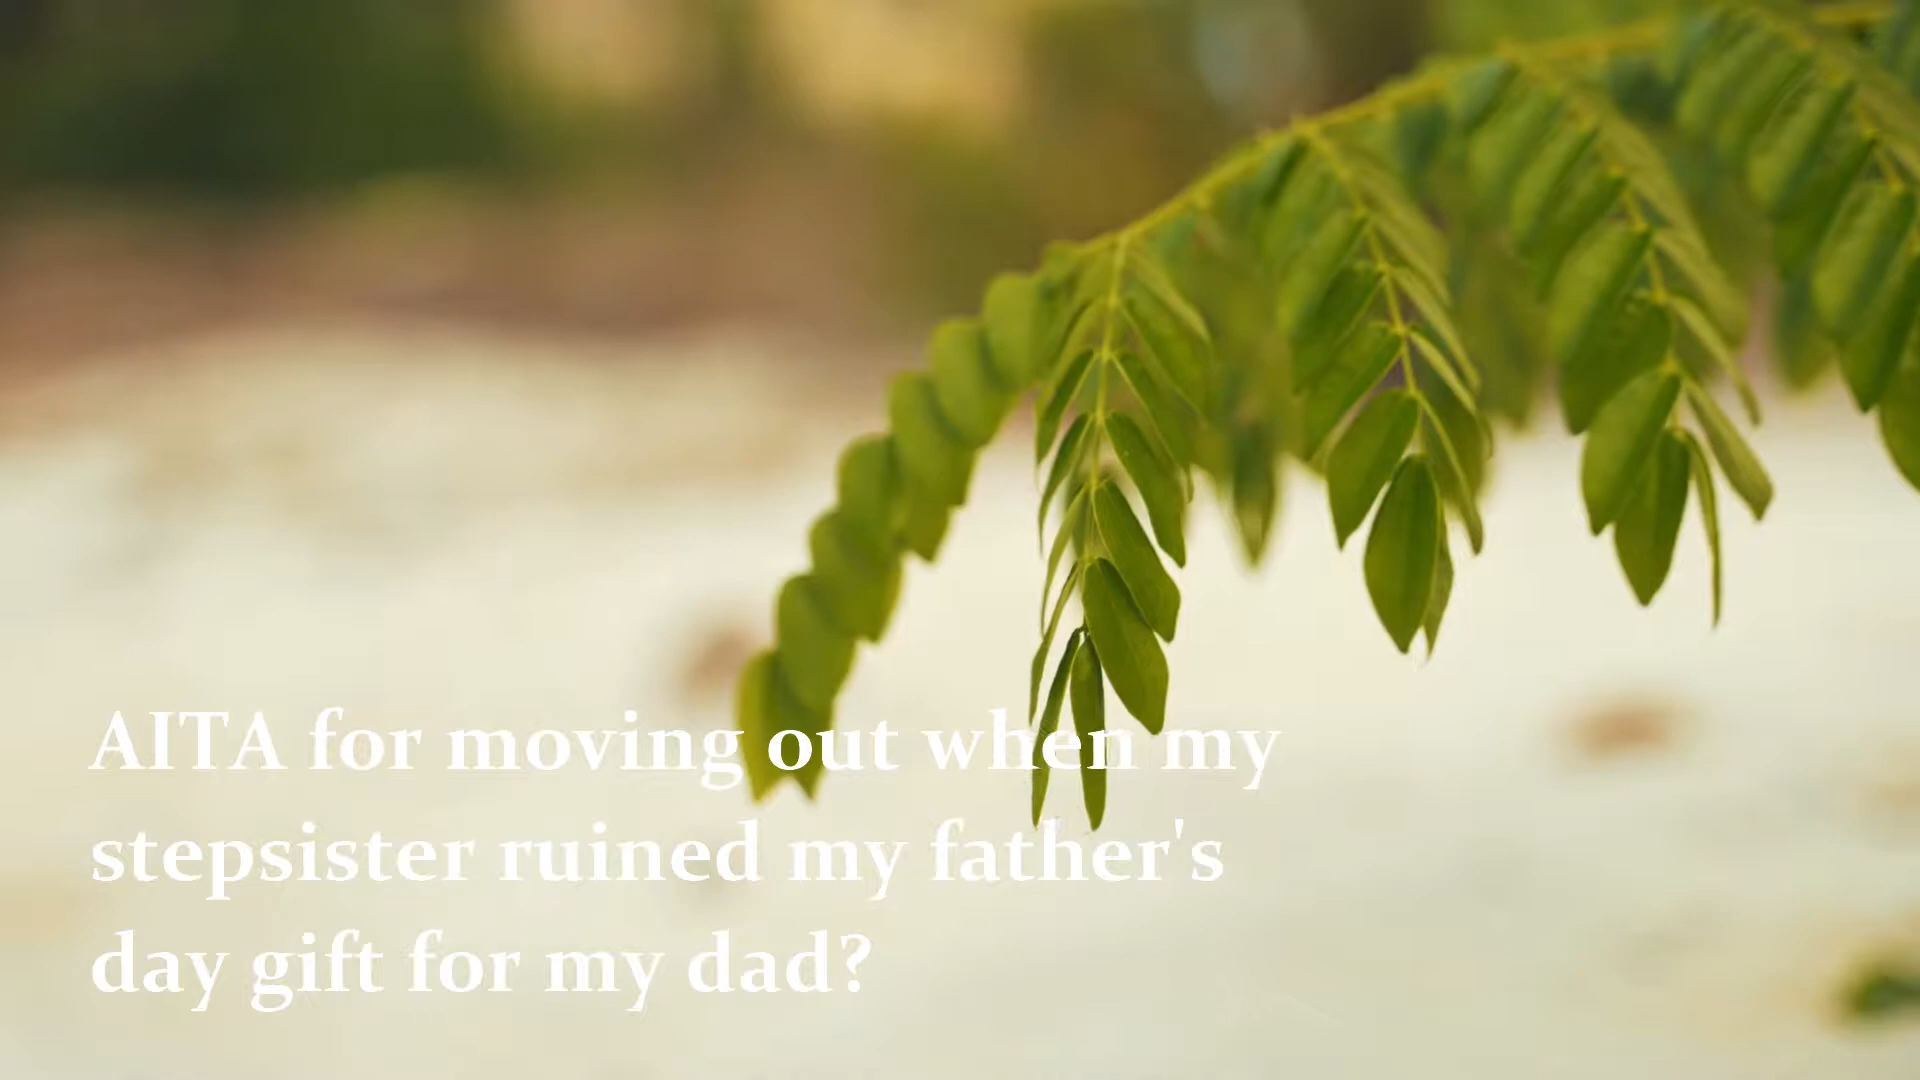 AITA for moving out when my
stepsister ruined my father's
day gift for my dad?